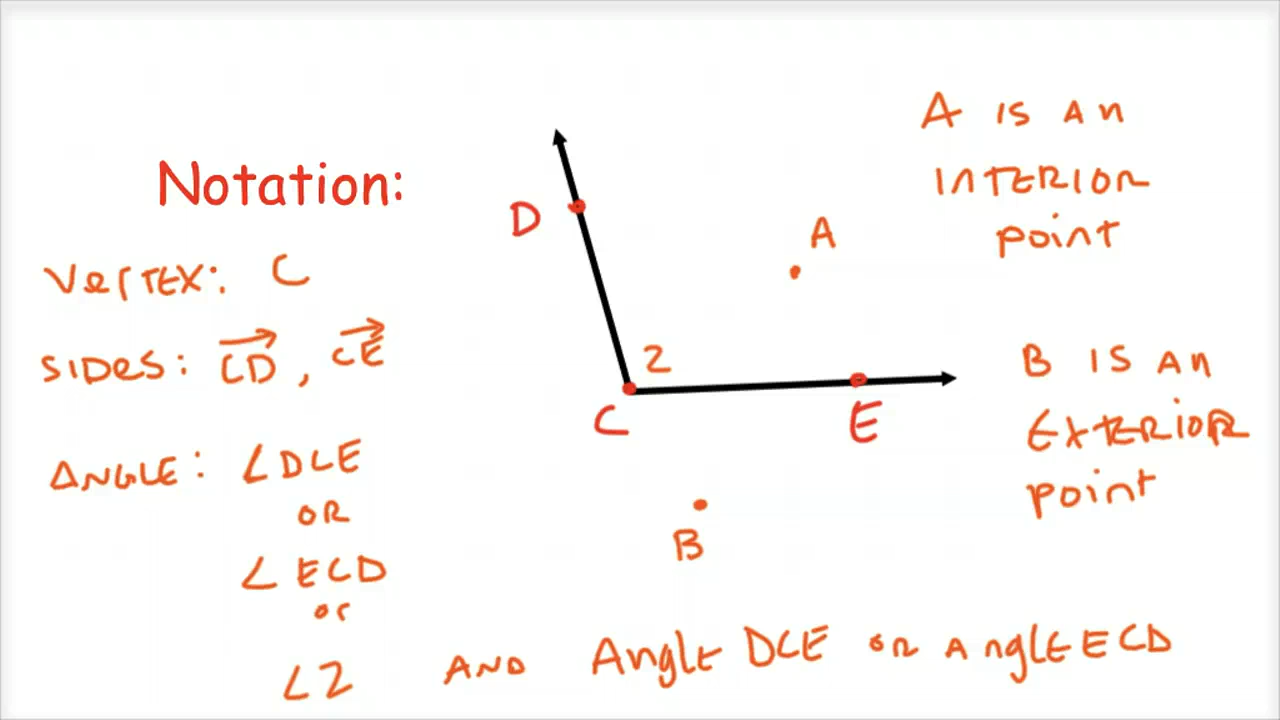 Notation:
VerTEX: C
SIDeS: CD, CE
ANGLE: ∠DCE
OR
∠ECD
or
∠2 AND Angle DCE OR AnglE ECD
D
A
2
C
E
B
A IS An
InTERIOR
point
B IS An
EXTERIOR
point